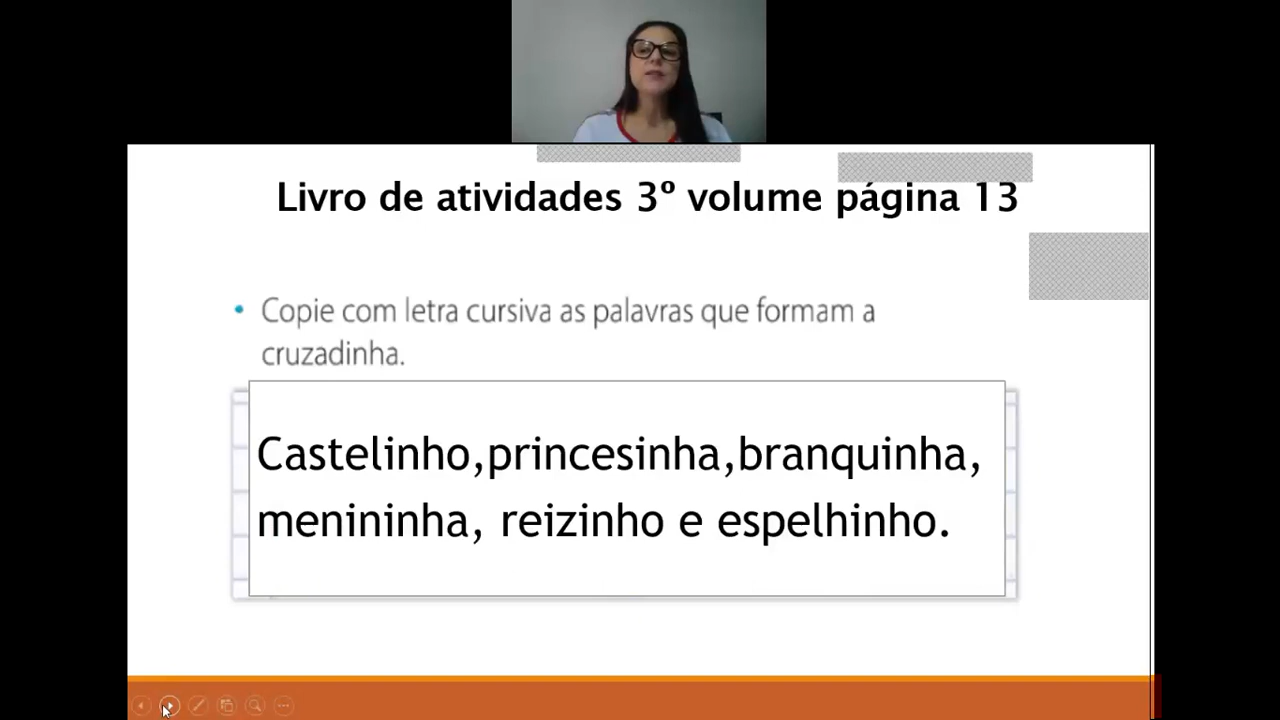 Livro de atividades 3º volume página 13
• Copie com letra cursiva as palavras que formam a
cruzadinha.
Castelinho,princesinha,branquinha,
menininha, reizinho e espelhinho.